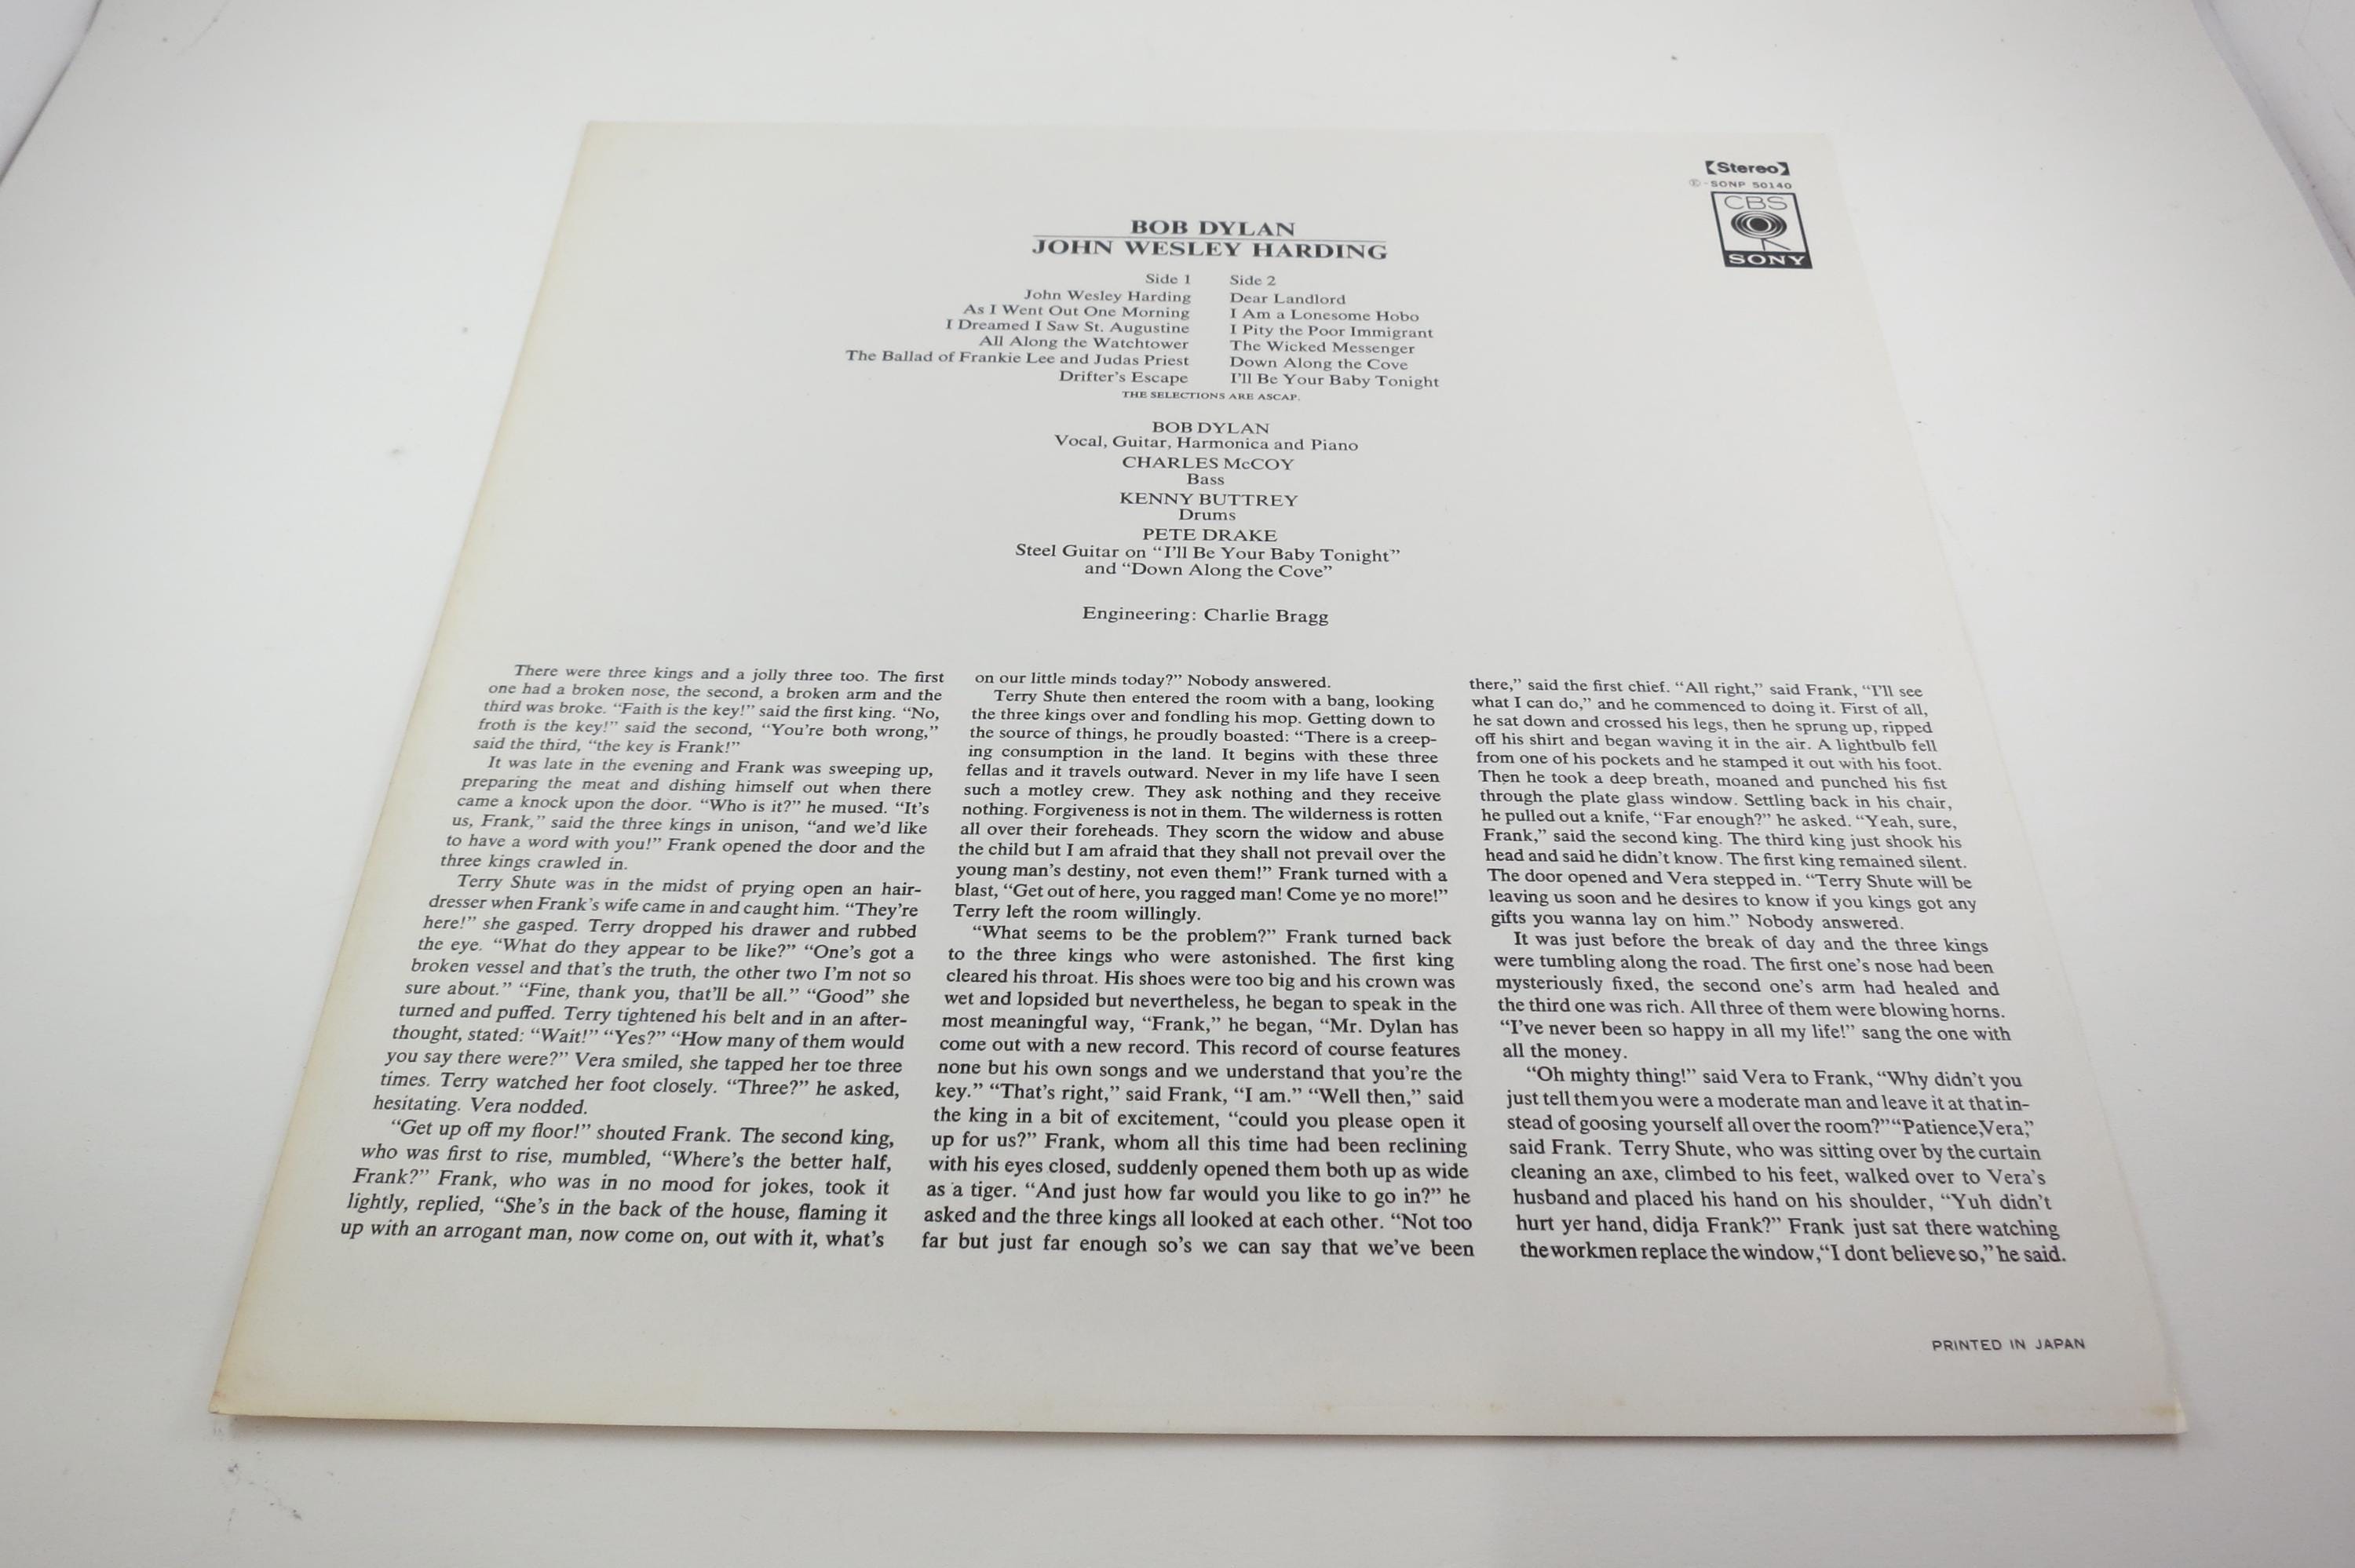 【Stereo】
Ⓟ-SONP 50140
CBS
SONY
BOB DYLAN
JOHN WESLEY HARDING
Side 1
John Wesley Harding
As I Went Out One Morning
I Dreamed I Saw St. Augustine
All Along the Watchtower
The Ballad of Frankie Lee and Judas Priest
Drifter's Escape
Side 2
Dear Landlord
I Am a Lonesome Hobo
I Pity the Poor Immigrant
The Wicked Messenger
Down Along the Cove
I'll Be Your Baby Tonight
THE SELECTIONS ARE ASCAP.
BOB DYLAN
Vocal, Guitar, Harmonica and Piano
CHARLES McCOY
Bass
KENNY BUTTREY
Drums
PETE DRAKE
Steel Guitar on “I'll Be Your Baby Tonight”
and “Down Along the Cove”
Engineering: Charlie Bragg
There were three kings and a jolly three too. The first
one had a broken nose, the second, a broken arm and the
third was broke. “Faith is the key!” said the first king. “No,
froth is the key!” said the second, “You're both wrong,”
said the third, “the key is Frank!”
It was late in the evening and Frank was sweeping up,
preparing the meat and dishing himself out when there
came a knock upon the door. “Who is it?” he mused. “It's
us, Frank,” said the three kings in unison, “and we'd like
to have a word with you!” Frank opened the door and the
three kings crawled in.
Terry Shute was in the midst of prying open an hair-
dresser when Frank's wife came in and caught him. “They're
here!” she gasped. Terry dropped his drawer and rubbed
the eye. “What do they appear to be like?” “One's got a
broken vessel and that's the truth, the other two I'm not so
sure about.” “Fine, thank you, that'll be all.” “Good” she
turned and puffed. Terry tightened his belt and in an after-
thought, stated: “Wait!” “Yes?” “How many of them would
you say there were?” Vera smiled, she tapped her toe three
times. Terry watched her foot closely. “Three?” he asked,
hesitating. Vera nodded.
“Get up off my floor!” shouted Frank. The second king,
who was first to rise, mumbled, “Where's the better half,
Frank?” Frank, who was in no mood for jokes, took it
lightly, replied, “She's in the back of the house, flaming it
up with an arrogant man, now come on, out with it, what's
on our little minds today?” Nobody answered.
Terry Shute then entered the room with a bang, looking
the three kings over and fondling his mop. Getting down to
the source of things, he proudly boasted: “There is a creep-
ing consumption in the land. It begins with these three
fellas and it travels outward. Never in my life have I seen
such a motley crew. They ask nothing and they receive
nothing. Forgiveness is not in them. The wilderness is rotten
all over their foreheads. They scorn the widow and abuse
the child but I am afraid that they shall not prevail over the
young man's destiny, not even them!” Frank turned with a
blast, “Get out of here, you ragged man! Come ye no more!”
Terry left the room willingly.
“What seems to be the problem?” Frank turned back
to the three kings who were astonished. The first king
cleared his throat. His shoes were too big and his crown was
wet and lopsided but nevertheless, he began to speak in the
most meaningful way, “Frank,” he began, “Mr. Dylan has
come out with a new record. This record of course features
none but his own songs and we understand that you're the
key.” “That's right,” said Frank, “I am.” “Well then,” said
the king in a bit of excitement, “could you please open it
up for us?” Frank, whom all this time had been reclining
with his eyes closed, suddenly opened them both up as wide
as a tiger. “And just how far would you like to go in?” he
asked and the three kings all looked at each other. “Not too
far but just far enough so's we can say that we've been
there,” said the first chief. “All right,” said Frank, “I'll see
what I can do,” and he commenced to doing it. First of all,
he sat down and crossed his legs, then he sprung up, ripped
off his shirt and began waving it in the air. A lightbulb fell
from one of his pockets and he stamped it out with his foot.
Then he took a deep breath, moaned and punched his fist
through the plate glass window. Settling back in his chair,
he pulled out a knife, “Far enough?” he asked. “Yeah, sure,
Frank,” said the second king. The third king just shook his
head and said he didn't know. The first king remained silent.
The door opened and Vera stepped in. “Terry Shute will be
leaving us soon and he desires to know if you kings got any
gifts you wanna lay on him.” Nobody answered.
It was just before the break of day and the three kings
were tumbling along the road. The first one's nose had been
mysteriously fixed, the second one's arm had healed and
the third one was rich. All three of them were blowing horns.
“I've never been so happy in all my life!” sang the one with
all the money.
“Oh mighty thing!” said Vera to Frank, “Why didn't you
just tell them you were a moderate man and leave it at that in-
stead of goosing yourself all over the room?” “Patience, Vera,”
said Frank. Terry Shute, who was sitting over by the curtain
cleaning an axe, climbed to his feet, walked over to Vera's
husband and placed his hand on his shoulder, “Yuh didn't
hurt yer hand, didja Frank?” Frank just sat there watching
the workmen replace the window, “I dont believe so,” he said.
PRINTED IN JAPAN